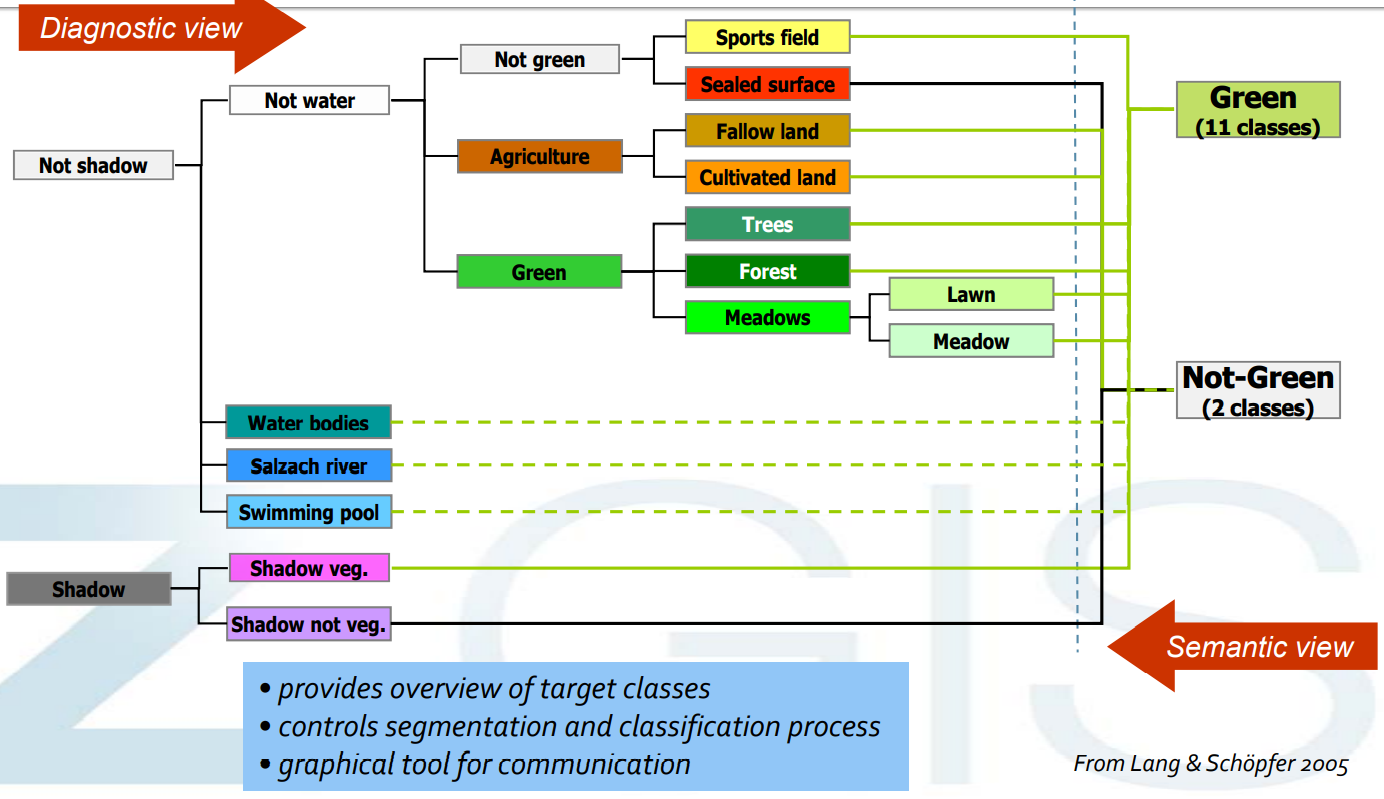 Diagnostic view
Not shadow
Not water
Not green
Sports field
Sealed surface
Agriculture
Fallow land
Cultivated land
Green
Trees
Forest
Meadows
Lawn
Meadow
Water bodies
Salzach river
Swimming pool
Shadow
Shadow veg.
Shadow not veg.
Green
(11 classes)
Not-Green
(2 classes)
Semantic view
• provides overview of target classes
• controls segmentation and classification process
• graphical tool for communication
From Lang & Schöpfer 2005
Z GIS